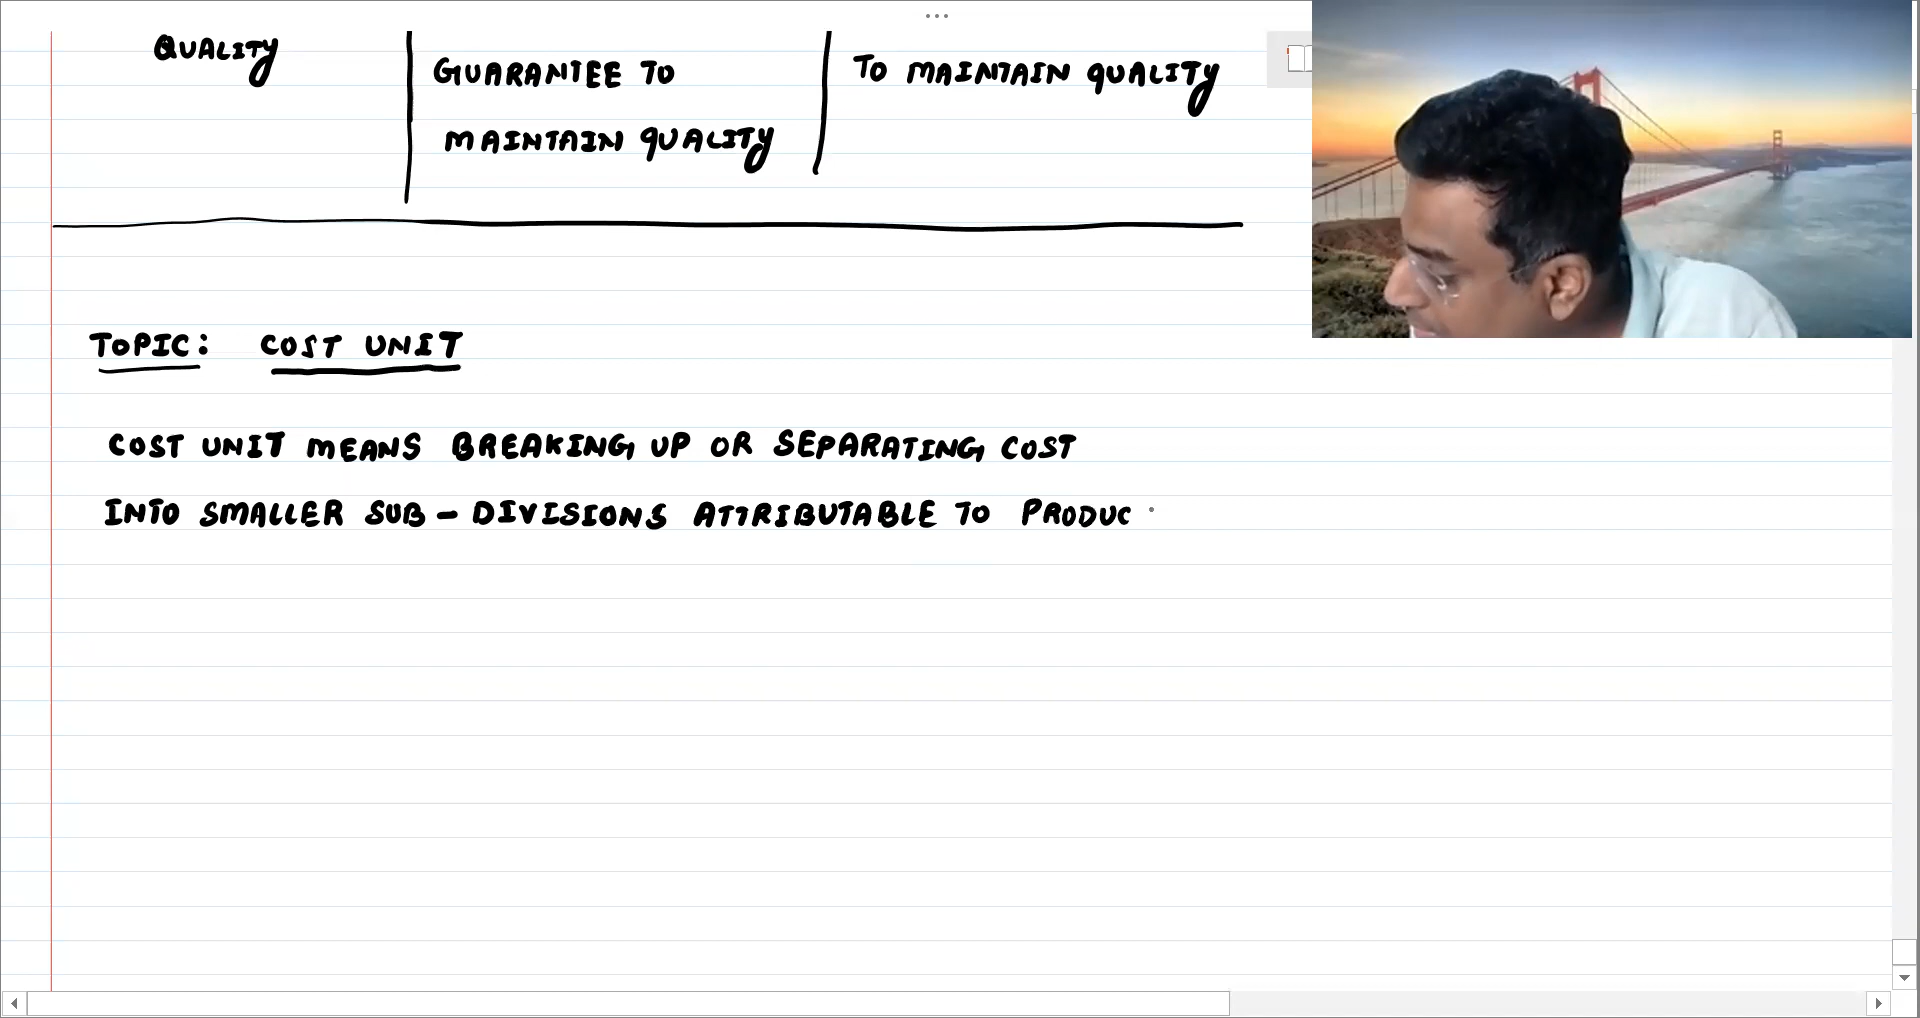 QUALITY
GUARANTEE TO
MAINTAIN QUALITY
TO MAINTAIN QUALITY
TOPIC: COST UNIT
COST UNIT MEANS BREAKING UP OR SEPARATING COST
INTO SMALLER SUB-DIVISIONS ATTRIBUTABLE TO PRODUC